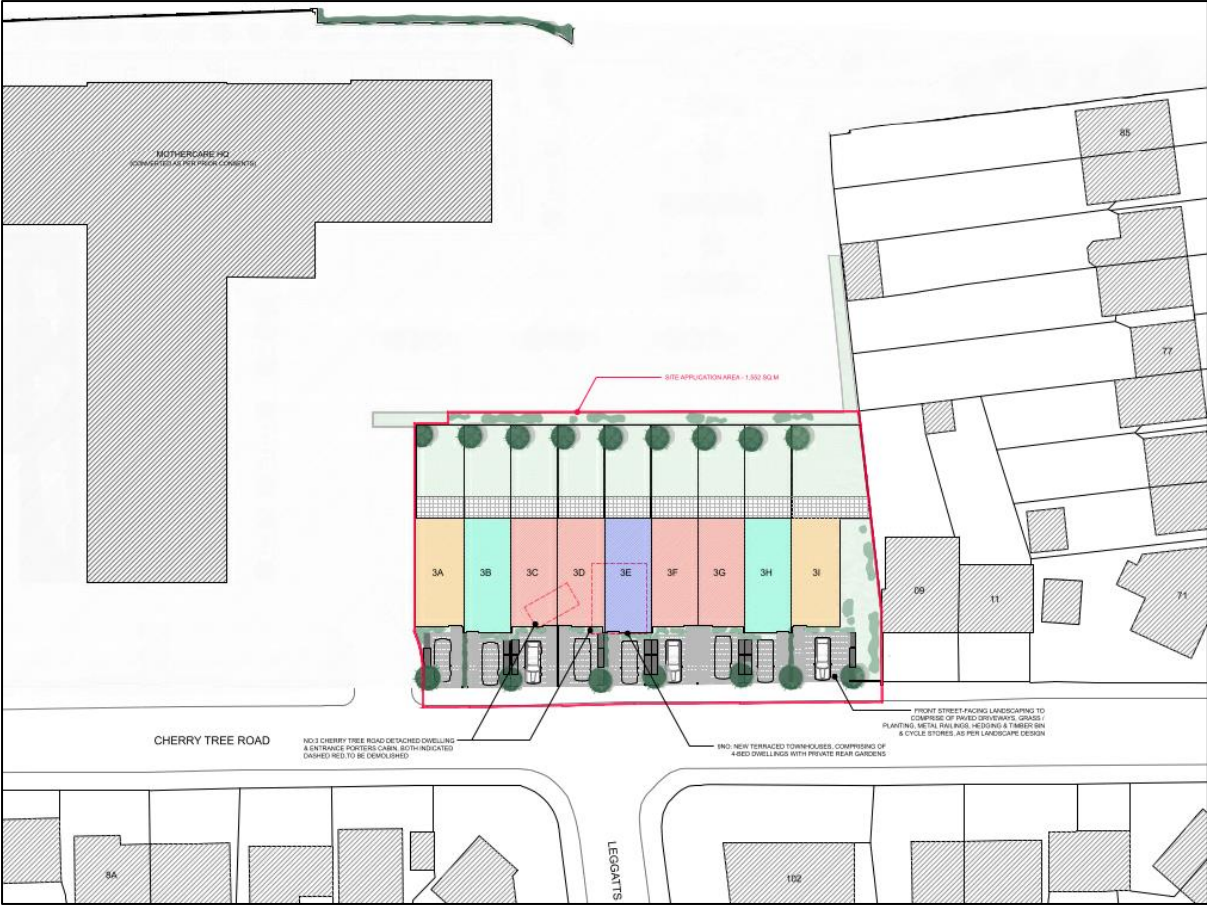 85
MOTHERCARE HQ
(CONVERTED AS PER PRIOR CONSENTS)
77
SITE APPLICATION AREA - 1,552 SQ.M
3A
3B
3C
3D
3E
3F
3G
3H
3I
09
11
71
CHERRY TREE ROAD
NO:3 CHERRY TREE ROAD DETACHED DWELLING
& ENTRANCE PORTERS CABIN, BOTH INDICATED
DASHED RED, TO BE DEMOLISHED
9NO: NEW TERRACED TOWNHOUSES, COMPRISING OF
4-BED DWELLINGS WITH PRIVATE REAR GARDENS
FRONT STREET-FACING LANDSCAPING TO
COMPRISE OF PAVED DRIVEWAYS, GRASS /
PLANTING, METAL RAILINGS, HEDGING & TIMBER BIN
& CYCLE STORES, AS PER LANDSCAPE DESIGN
LEGGATTS
8A
102